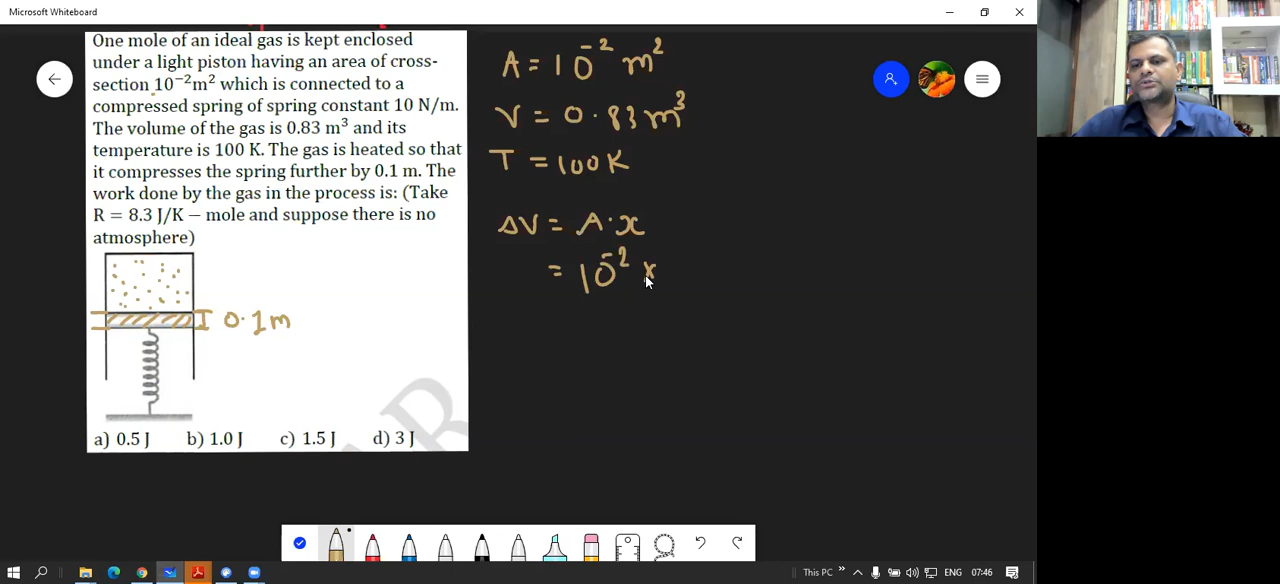 Microsoft Whiteboard
One mole of an ideal gas is kept enclosed
under a light piston having an area of cross-
section 10⁻²m² which is connected to a
compressed spring of spring constant 10 N/m.
The volume of the gas is 0.83 m³ and its
temperature is 100 K. The gas is heated so that
it compresses the spring further by 0.1 m. The
work done by the gas in the process is: (Take
R = 8.3 J/K − mole and suppose there is no
atmosphere)
0.1m
a) 0.5 J b) 1.0 J c) 1.5 J d) 3 J
A = 10⁻² m²
V = 0.83 m³
T = 100K
ΔV = A·x
= 10⁻² x
This PC
ENG
07:46